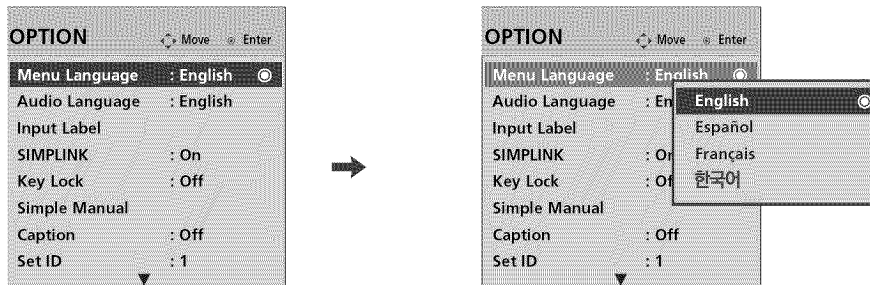 OPTION Move Enter
Menu Language : English
Audio Language : English
Input Label
SIMPLINK : On
Key Lock : Off
Simple Manual
Caption : Off
Set ID : 1
OPTION Move Enter
Menu Language : English
Audio Language : En
Input Label
SIMPLINK : On
Key Lock : Of
Simple Manual
Caption : Off
Set ID : 1
English
Español
Français
한국어